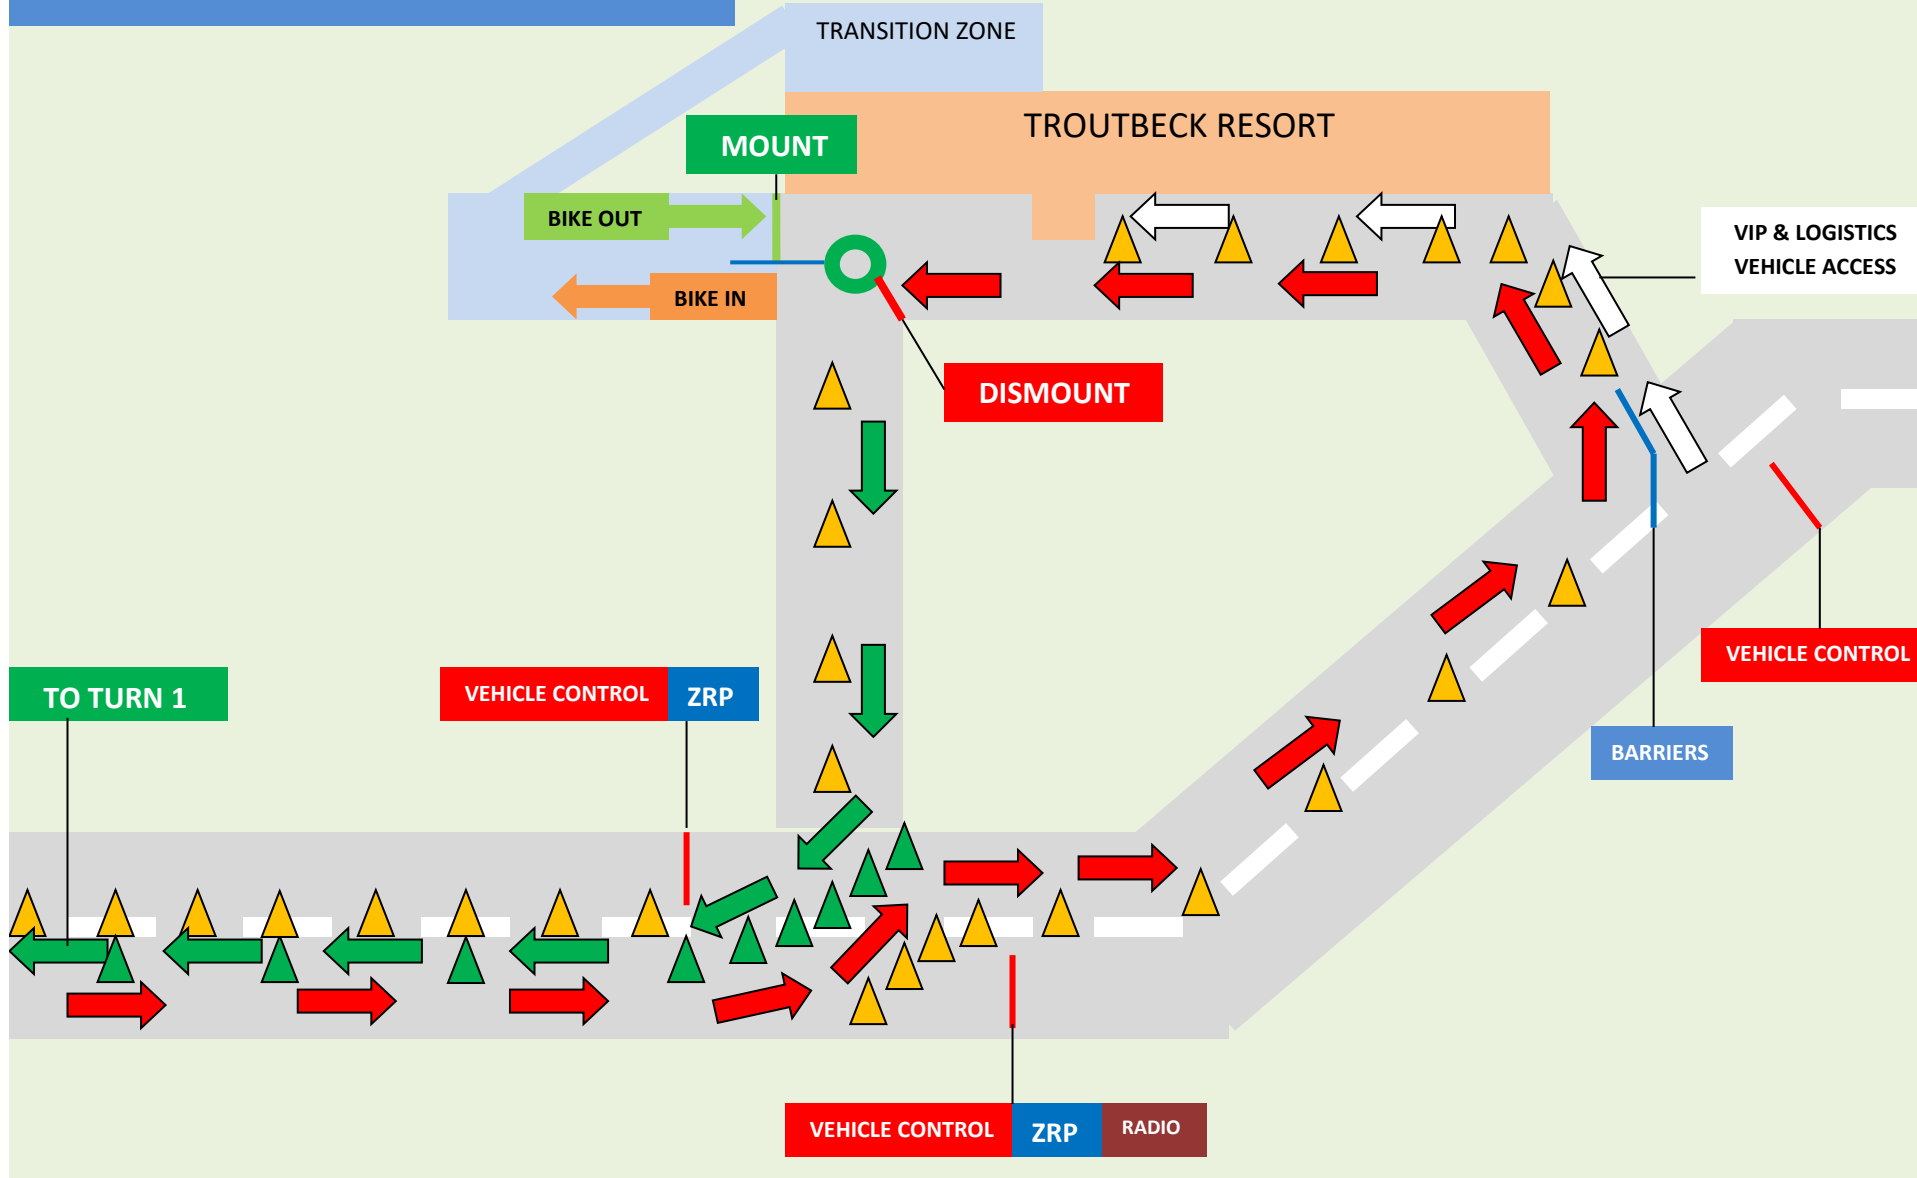 TRANSITION ZONE
TROUTBECK RESORT
MOUNT
BIKE OUT
VIP & LOGISTICS
VEHICLE ACCESS
BIKE IN
DISMOUNT
TO TURN 1
VEHICLE CONTROL
ZRP
VEHICLE CONTROL
BARRIERS
VEHICLE CONTROL
ZRP
RADIO